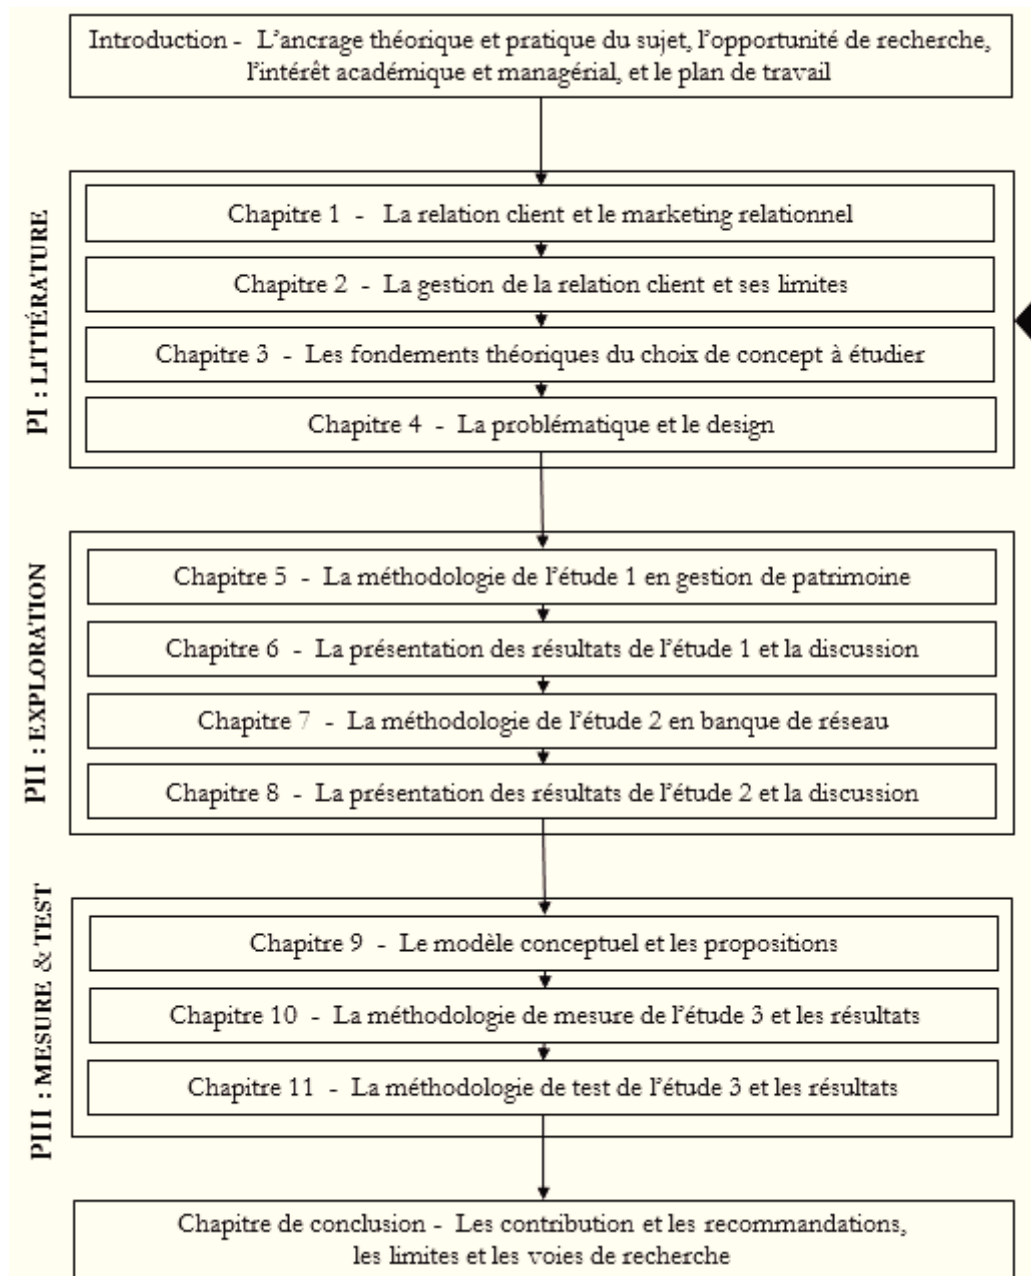 Introduction - L'ancrage théorique et pratique du sujet, l'opportunité de recherche,
l'intérêt académique et managérial, et le plan de travail
PI : LITTÉRATURE
Chapitre 1 - La relation client et le marketing relationnel
Chapitre 2 - La gestion de la relation client et ses limites
Chapitre 3 - Les fondements théoriques du choix de concept à étudier
Chapitre 4 - La problématique et le design
PII : EXPLORATION
Chapitre 5 - La méthodologie de l'étude 1 en gestion de patrimoine
Chapitre 6 - La présentation des résultats de l'étude 1 et la discussion
Chapitre 7 - La méthodologie de l'étude 2 en banque de réseau
Chapitre 8 - La présentation des résultats de l'étude 2 et la discussion
PIII : MESURE & TEST
Chapitre 9 - Le modèle conceptuel et les propositions
Chapitre 10 - La méthodologie de mesure de l'étude 3 et les résultats
Chapitre 11 - La méthodologie de test de l'étude 3 et les résultats
Chapitre de conclusion - Les contribution et les recommandations,
les limites et les voies de recherche